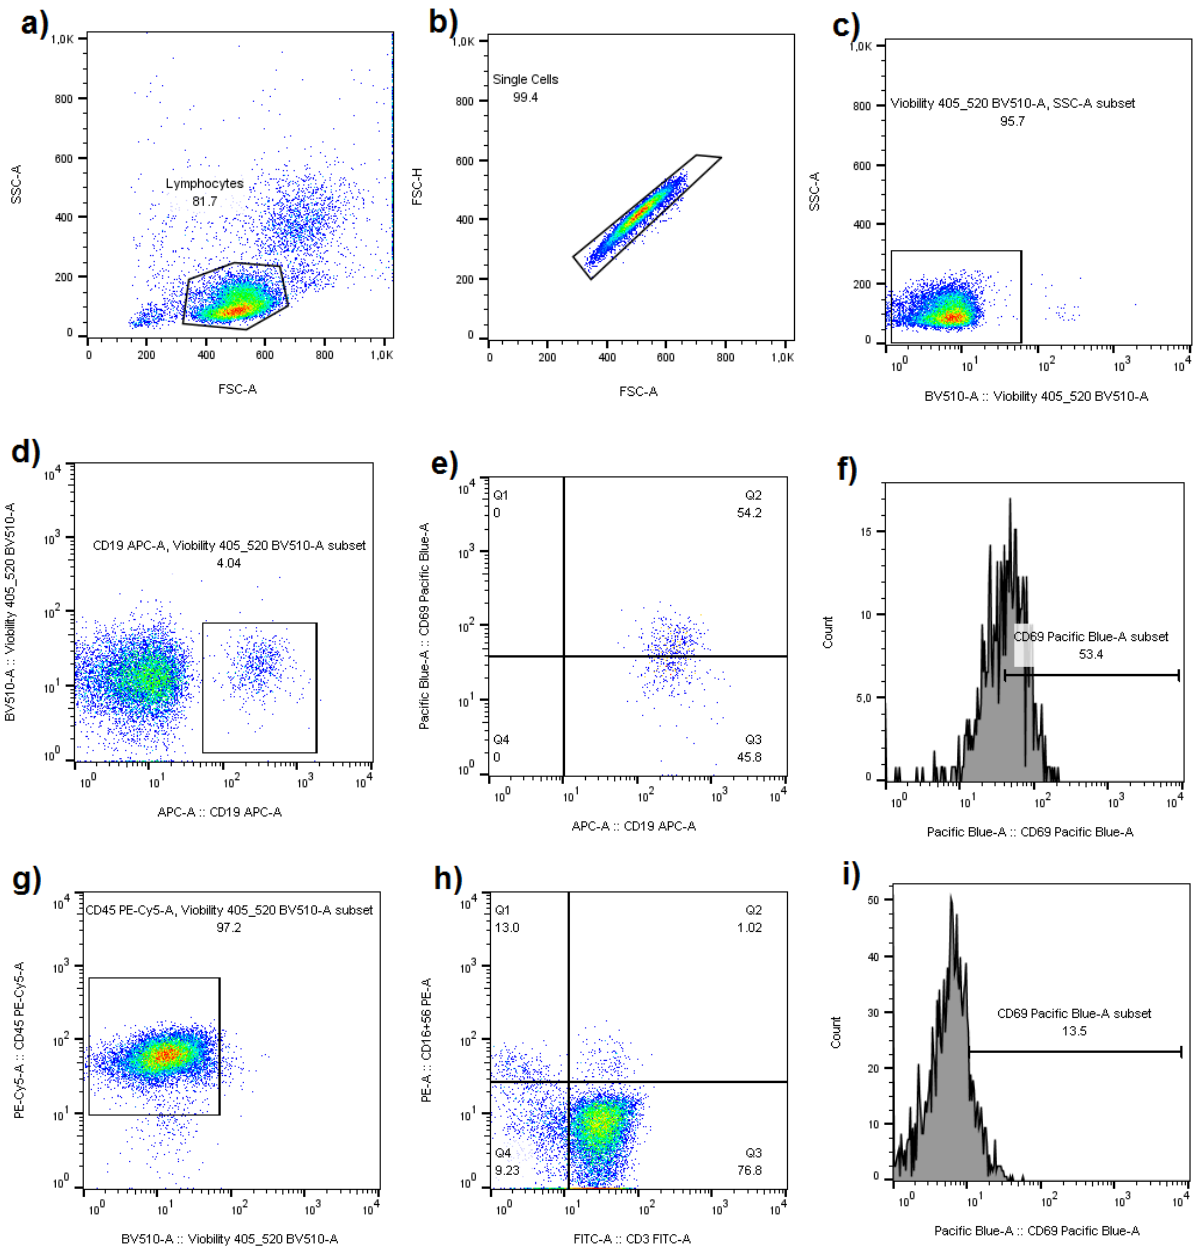 a)
1,0K
800
600
400
200
0
SSC-A
Lymphocytes
81.7
0 200 400 600 800 1,0K
FSC-A
b)
1,0K
800
600
400
200
0
FSC-H
Single Cells
99.4
0 200 400 600 800 1,0K
FSC-A
c)
1,0K
800
600
400
200
0
SSC-A
Viobility 405_520 BV510-A, SSC-A subset
95.7
10^0 10^1 10^2 10^3 10^4
BV510-A :: Viobility 405_520 BV510-A
d)
10^4
10^3
10^2
10^1
10^0
BV510-A :: Viobility 405_520 BV510-A
CD19 APC-A, Viobility 405_520 BV510-A subset
4.04
10^0 10^1 10^2 10^3 10^4
APC-A :: CD19 APC-A
e)
10^4
10^3
10^2
10^1
10^0
Pacific Blue-A :: CD69 Pacific Blue-A
Q1
0
Q2
54.2
Q4
0
Q3
45.8
10^0 10^1 10^2 10^3 10^4
APC-A :: CD19 APC-A
f)
15
10
5,0
0
Count
CD69 Pacific Blue-A subset
53.4
10^0 10^1 10^2 10^3 10^4
Pacific Blue-A :: CD69 Pacific Blue-A
g)
10^4
10^3
10^2
10^1
10^0
PE-Cy5-A :: CD45 PE-Cy5-A
CD45 PE-Cy5-A, Viobility 405_520 BV510-A subset
97.2
10^0 10^1 10^2 10^3 10^4
BV510-A :: Viobility 405_520 BV510-A
h)
10^4
10^3
10^2
10^1
10^0
PE-A :: CD16+56 PE-A
Q1
13.0
Q2
1.02
Q4
9.23
Q3
76.8
10^0 10^1 10^2 10^3 10^4
FITC-A :: CD3 FITC-A
i)
50
40
30
20
10
0
Count
CD69 Pacific Blue-A subset
13.5
10^0 10^1 10^2 10^3 10^4
Pacific Blue-A :: CD69 Pacific Blue-A